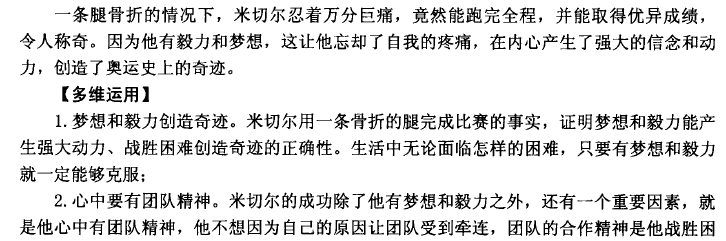 一条腿骨折的情况下，米切尔忍着万分巨痛，竟然能跑完全程，并能取得优异成绩，
令人称奇。因为他有毅力和梦想，这让他忘却了自我的疼痛，在内心产生了强大的信念和动
力，创造了奥运史上的奇迹。
【多维运用】
1. 梦想和毅力创造奇迹。米切尔用一条骨折的腿完成比赛的事实，证明梦想和毅力能产
生强大动力、战胜困难创造奇迹的正确性。生活中无论面临怎样的困难，只要有梦想和毅力
就一定能够克服；
2. 心中要有团队精神。米切尔的成功除了他有梦想和毅力之外，还有一个重要因素，就
是他心中有团队精神，他不想因为自己的原因让团队受到牵连，团队的合作精神是他战胜困